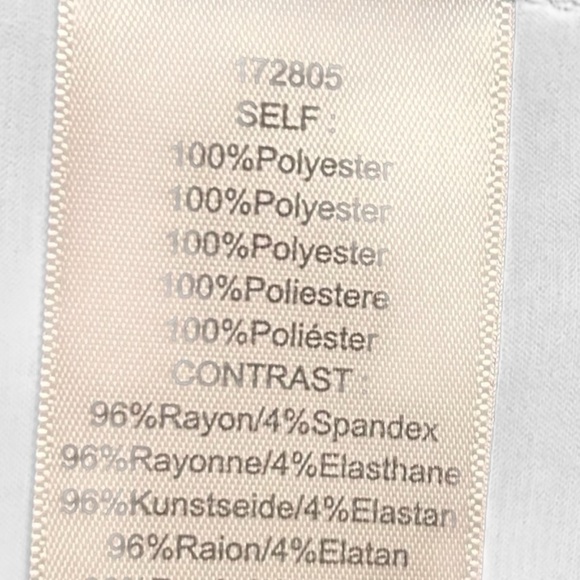 172805
SELF :
100%Polyester
100%Polyester
100%Polyester
100%Poliestere
100%Poliéster
CONTRAST :
96%Rayon/4%Spandex
96%Rayonne/4%Elasthane
96%Kunstseide/4%Elastan
96%Raion/4%Elatan